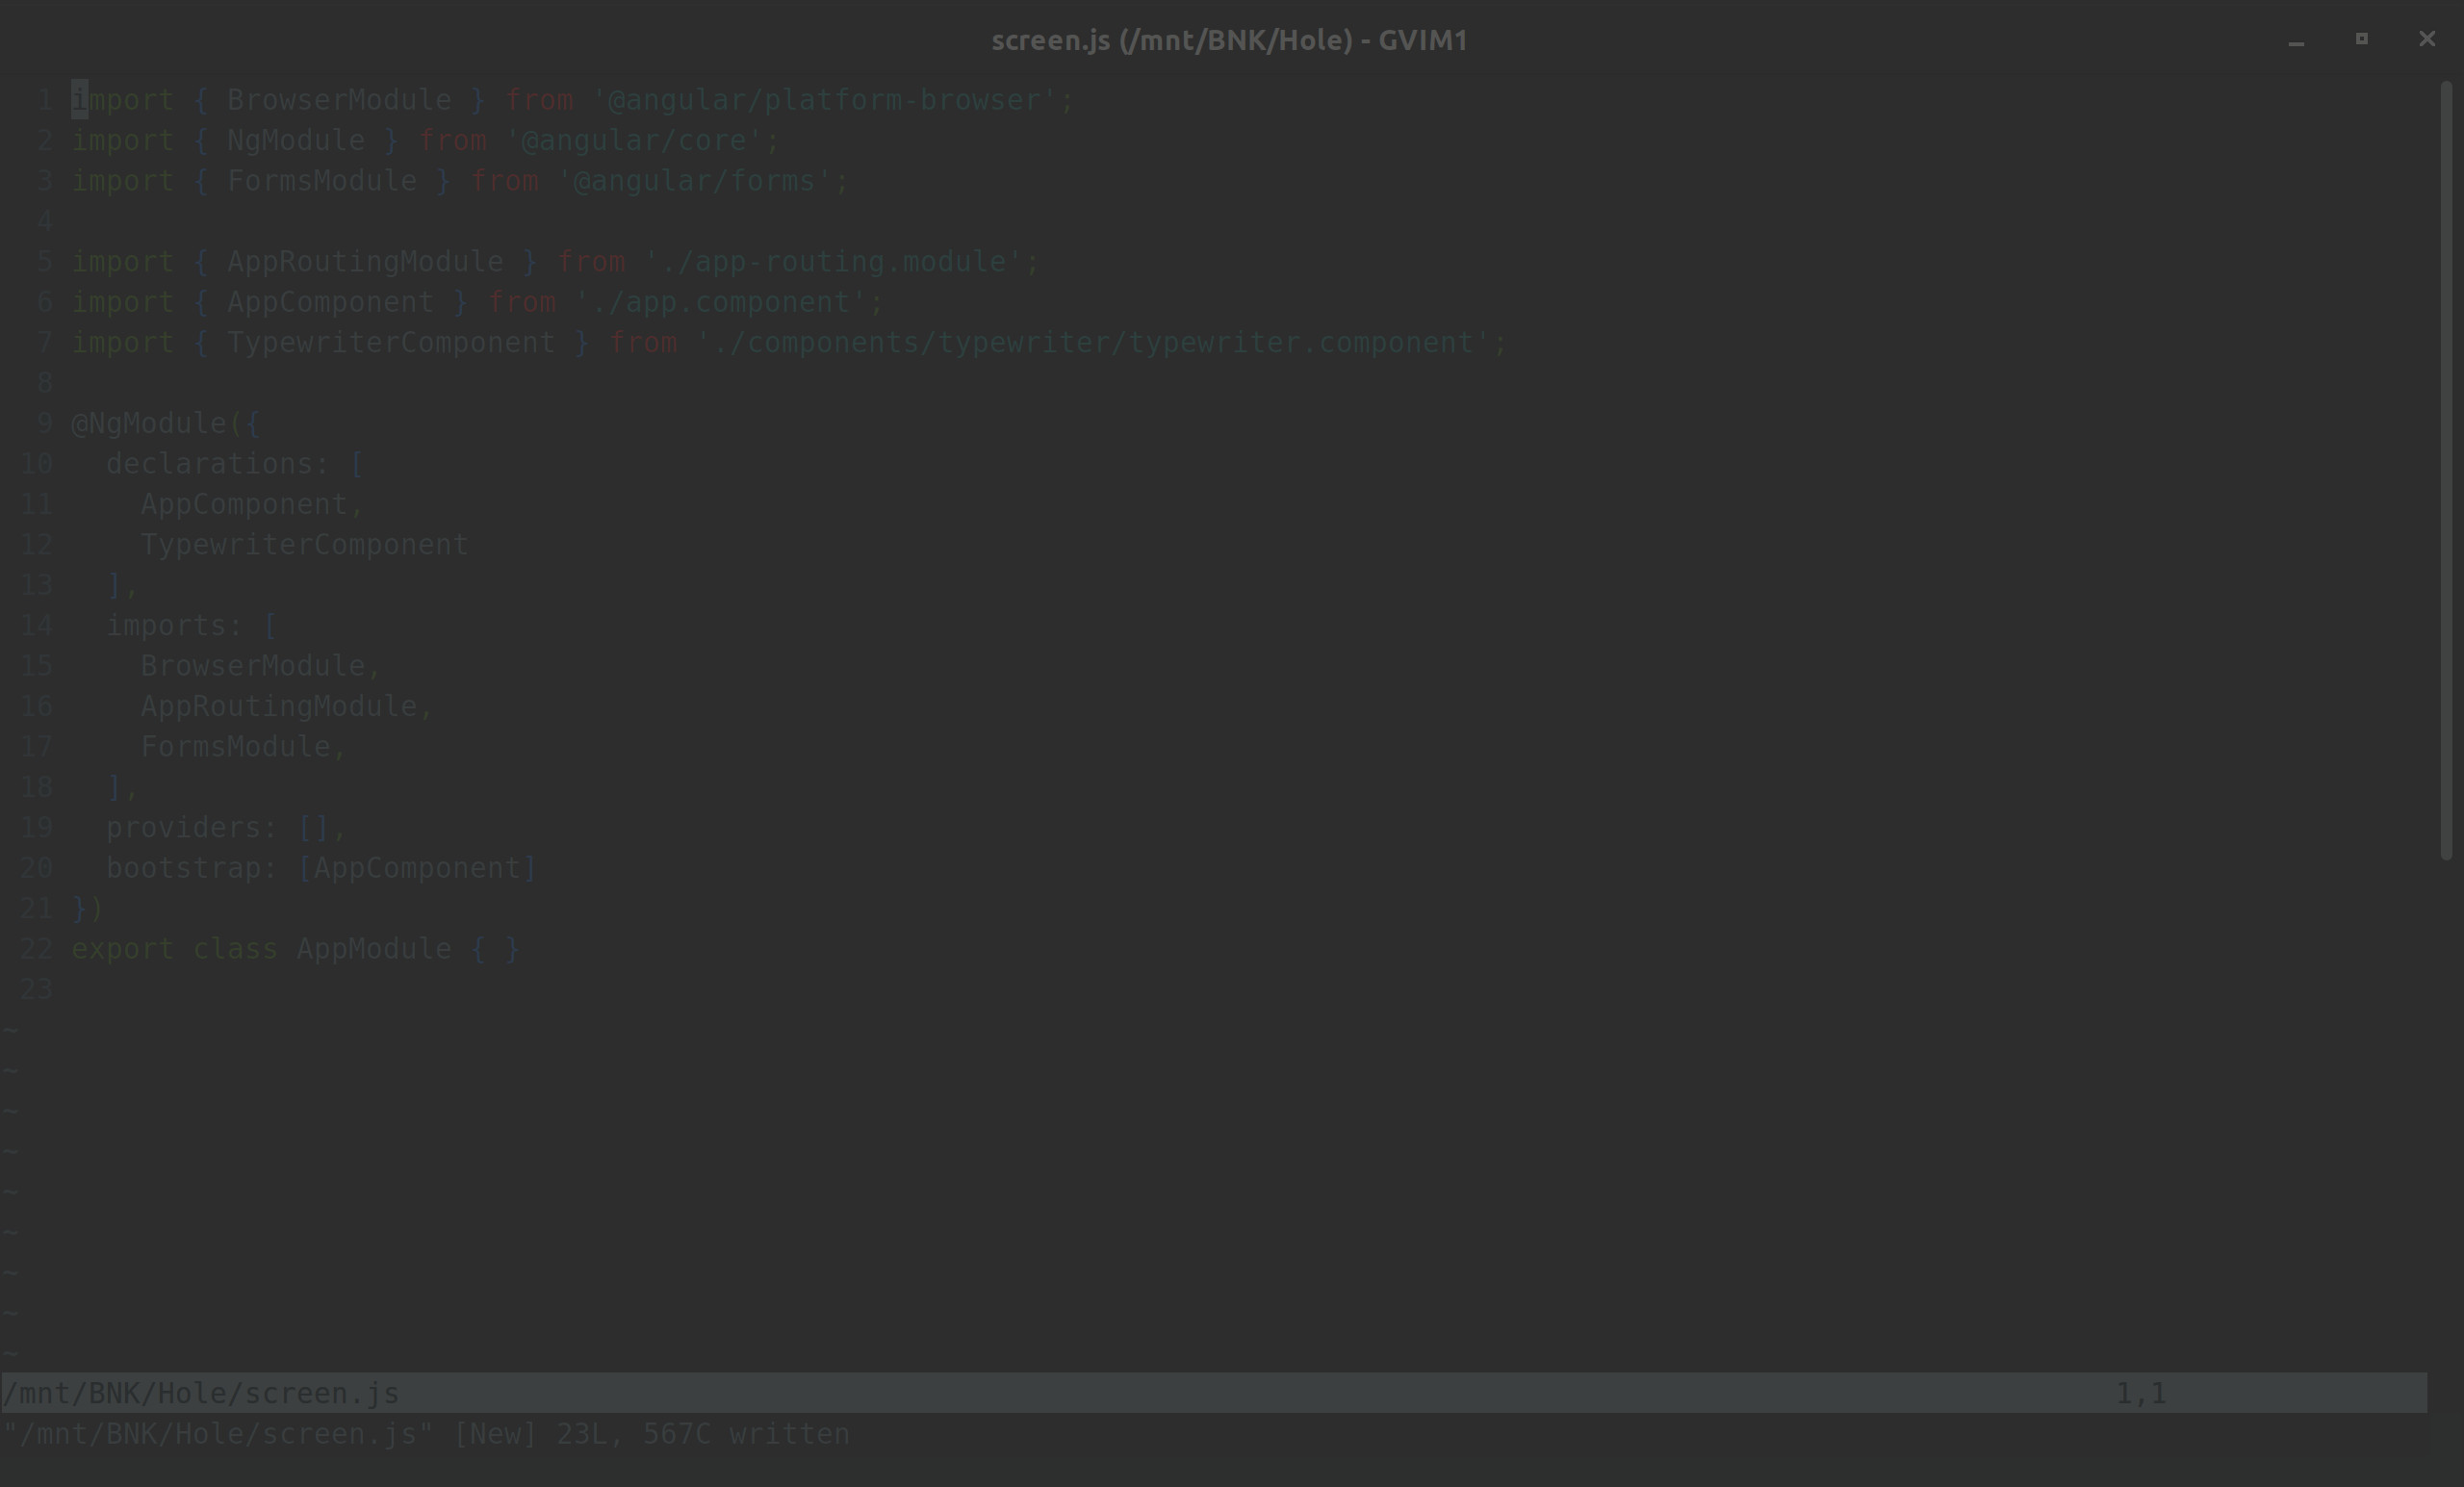 screen.js (/mnt/BNK/Hole) - GVIM1
1 import { BrowserModule } from '@angular/platform-browser';
2 import { NgModule } from '@angular/core';
3 import { FormsModule } from '@angular/forms';
4
5 import { AppRoutingModule } from './app-routing.module';
6 import { AppComponent } from './app.component';
7 import { TypewriterComponent } from './components/typewriter/typewriter.component';
8
9 @NgModule({
10   declarations: [
11     AppComponent,
12     TypewriterComponent
13   ],
14   imports: [
15     BrowserModule,
16     AppRoutingModule,
17     FormsModule,
18   ],
19   providers: [],
20   bootstrap: [AppComponent]
21 })
22 export class AppModule { }
23
~
~
~
~
~
~
~
~
~
/mnt/BNK/Hole/screen.js 1,1
"/mnt/BNK/Hole/screen.js" [New] 23L, 567C written